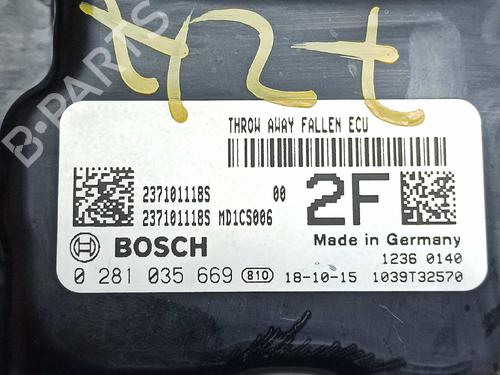 B-PARTS
THROW AWAY FALLEN ECU
237101118S 00
237101118S MD1CS006
2F
BOSCH
Made in Germany
1236 0140
0 281 035 669 810 18-10-15 1039T32570